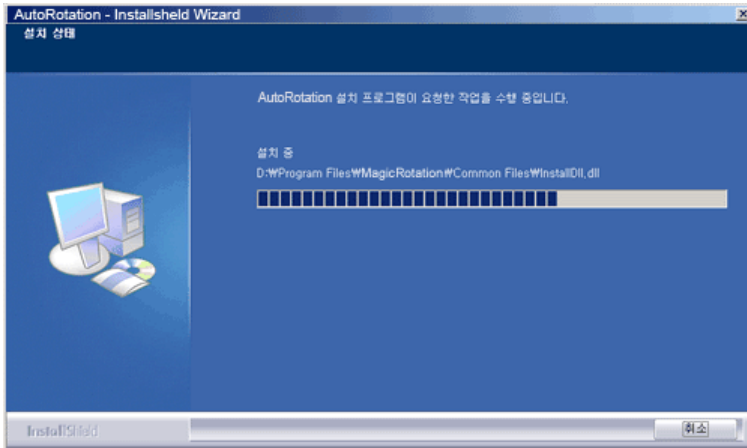 AutoRotation - Installsheld Wizard
설치 상태
AutoRotation 설치 프로그램이 요청한 작업을 수행 중입니다.
설치 중
D:₩Program Files₩MagicRotation₩Common Files₩InstallDll.dll
InstallShield
취소